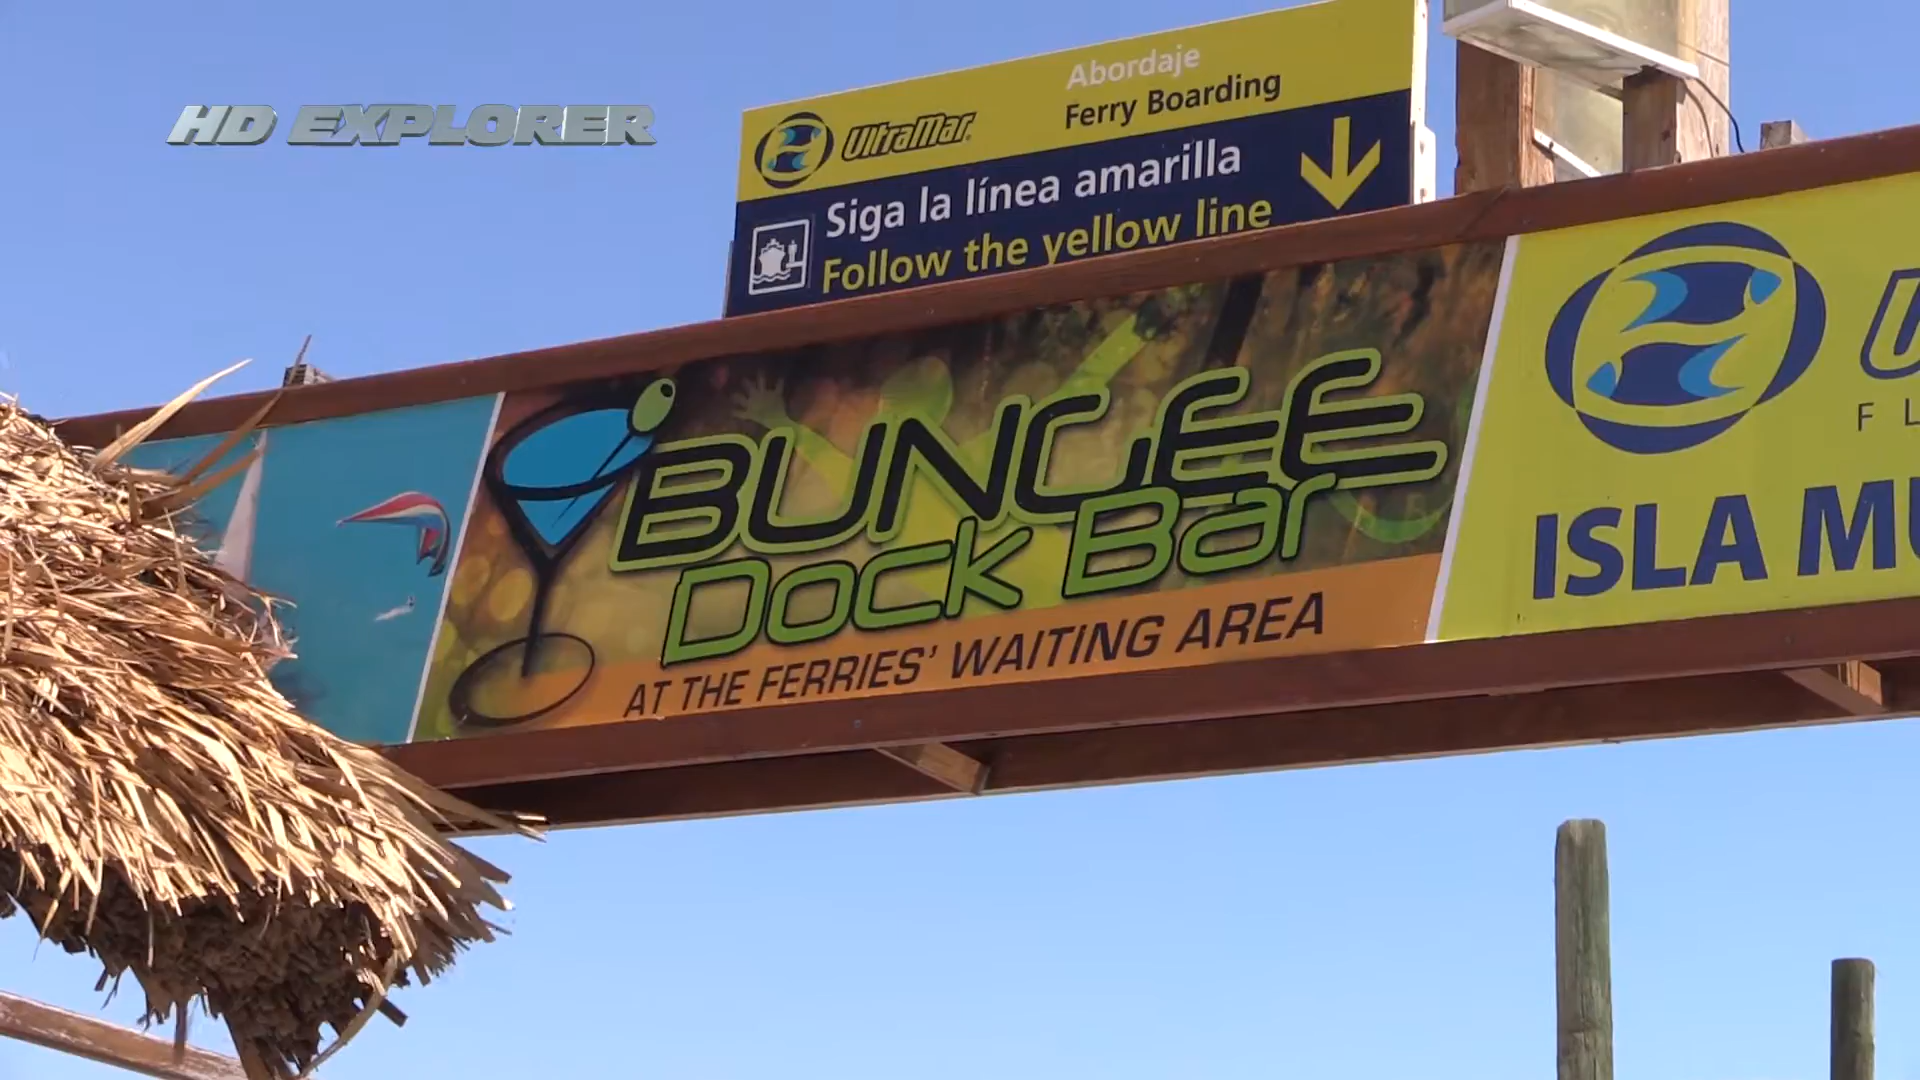 HD EXPLORER
UltraMar
Abordaje
Ferry Boarding
Siga la línea amarilla
Follow the yellow line
BUNGEE
Dock Bar
AT THE FERRIES' WAITING AREA
ISLA